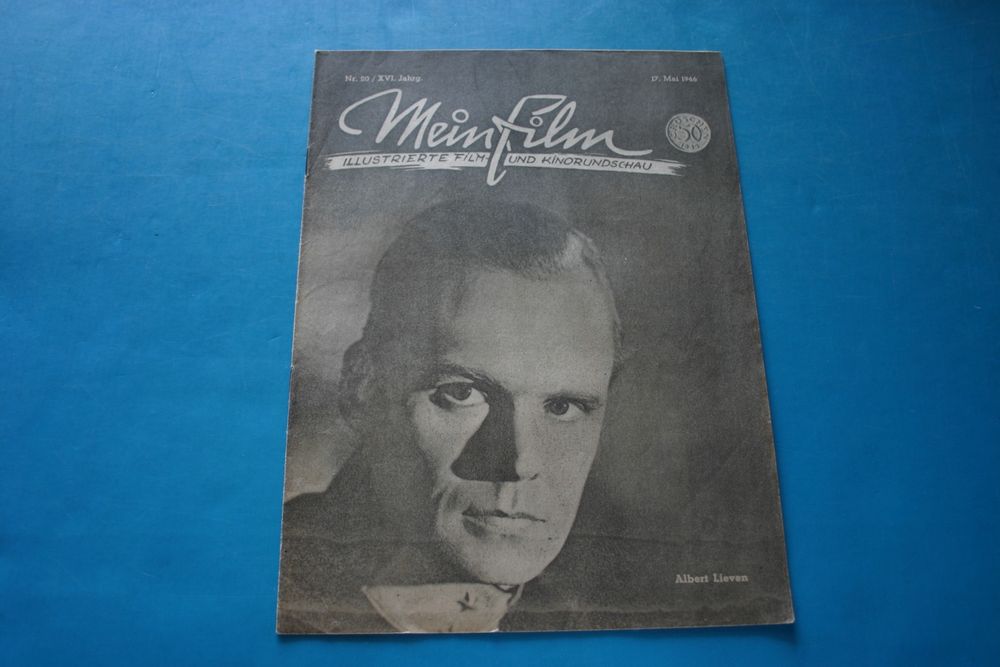 Nr. 20 / XVI. Jahrg.
17. Mai 1946
Mein Film
ILLUSTRIERTE FILM- UND KINORUNDSCHAU
50
Albert Lieven